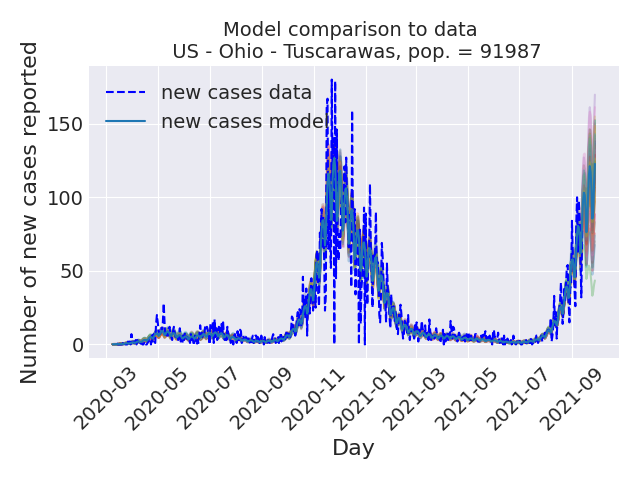 Model comparison to data
US - Ohio - Tuscarawas, pop. = 91987
Number of new cases reported
new cases data
new cases model
150
100
50
0
2020-03
2020-05
2020-07
2020-09
2020-11
2021-01
2021-03
2021-05
2021-07
2021-09
Day